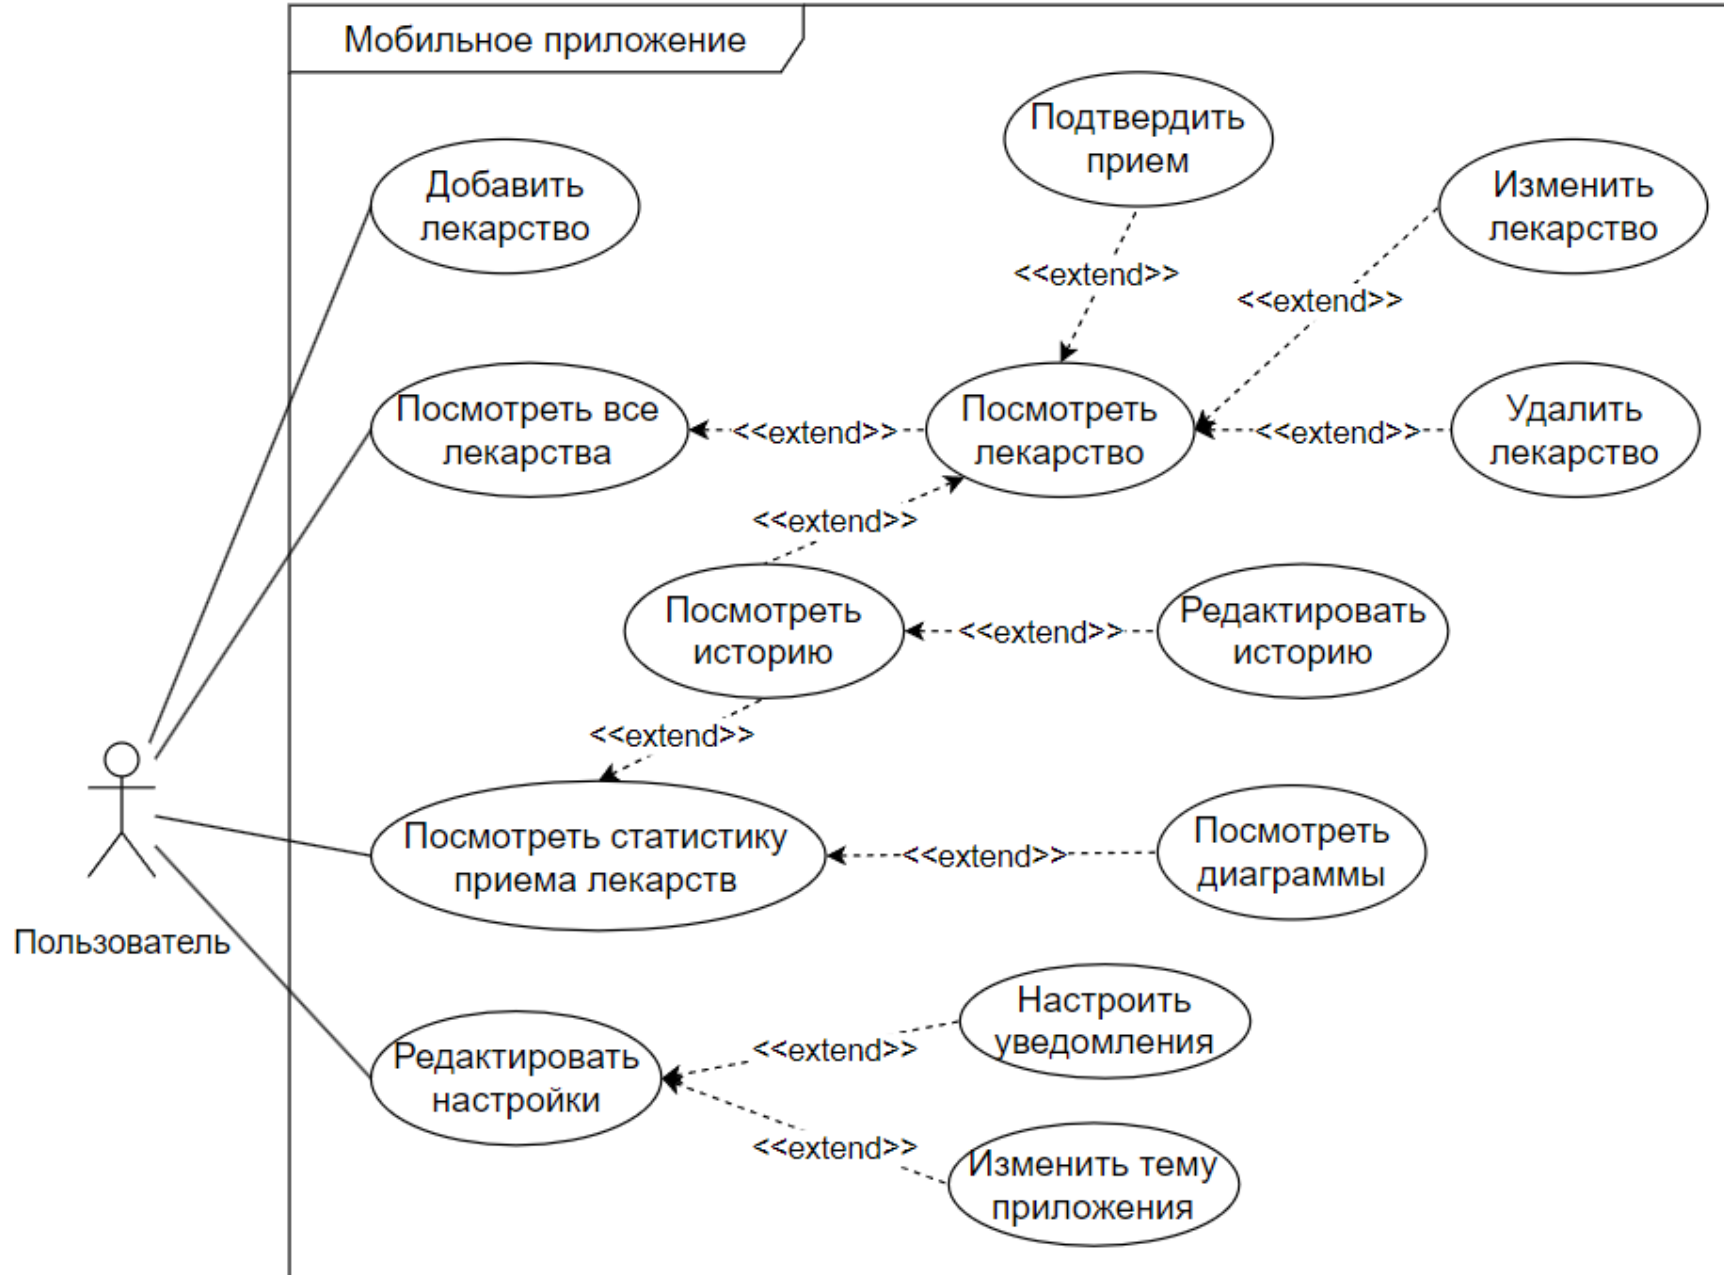 Мобильное приложение
Подтвердить
прием
Добавить
лекарство
Изменить
лекарство
<<extend>>
<<extend>>
Посмотреть все
лекарства
<<extend>>
Посмотреть
лекарство
<<extend>>
Удалить
лекарство
<<extend>>
Посмотреть
историю
<<extend>>
Редактировать
историю
<<extend>>
Посмотреть статистику
приема лекарств
<<extend>>
Посмотреть
диаграммы
Пользователь
Настроить
уведомления
<<extend>>
Редактировать
настройки
<<extend>>
Изменить тему
приложения